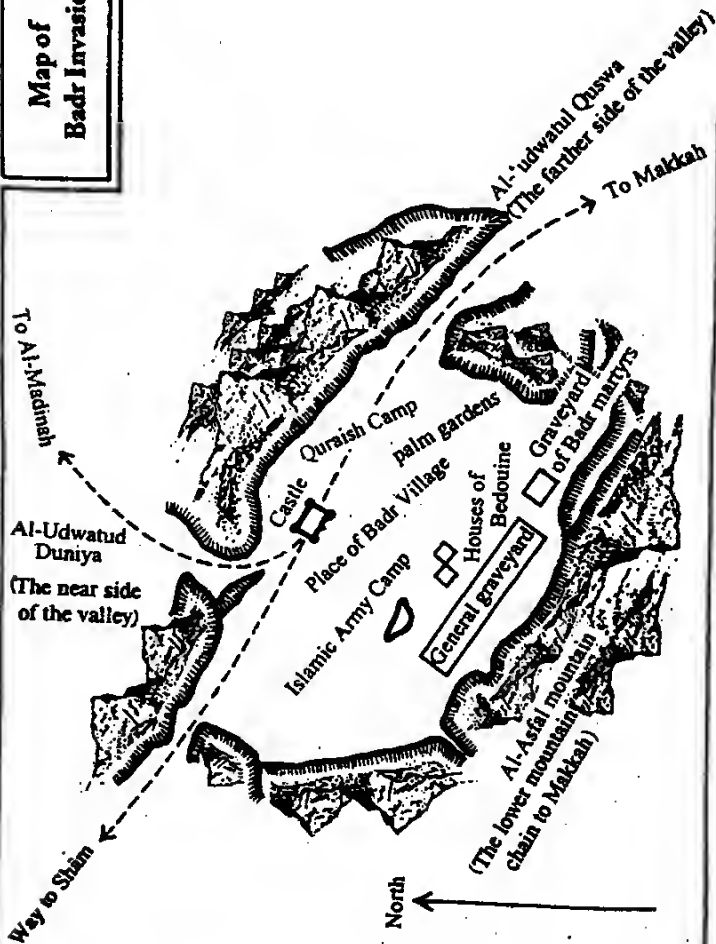 Map of
Badr Invasi
To Al-Madinah
Al-Udwatud
Duniya
(The near side
of the valley)
Way to Shâm
Al-'udwatul Quswa
(The farther side of the valley)
To Makkah
Castle
Quraish Camp
palm gardens
Place of Badr Village
Islamic Army Camp
Houses of
Bedouine
Graveyard
of Badr martyrs
General graveyard
Al-Asfal mountain
(The lower mountain
chain to Makkah)
North